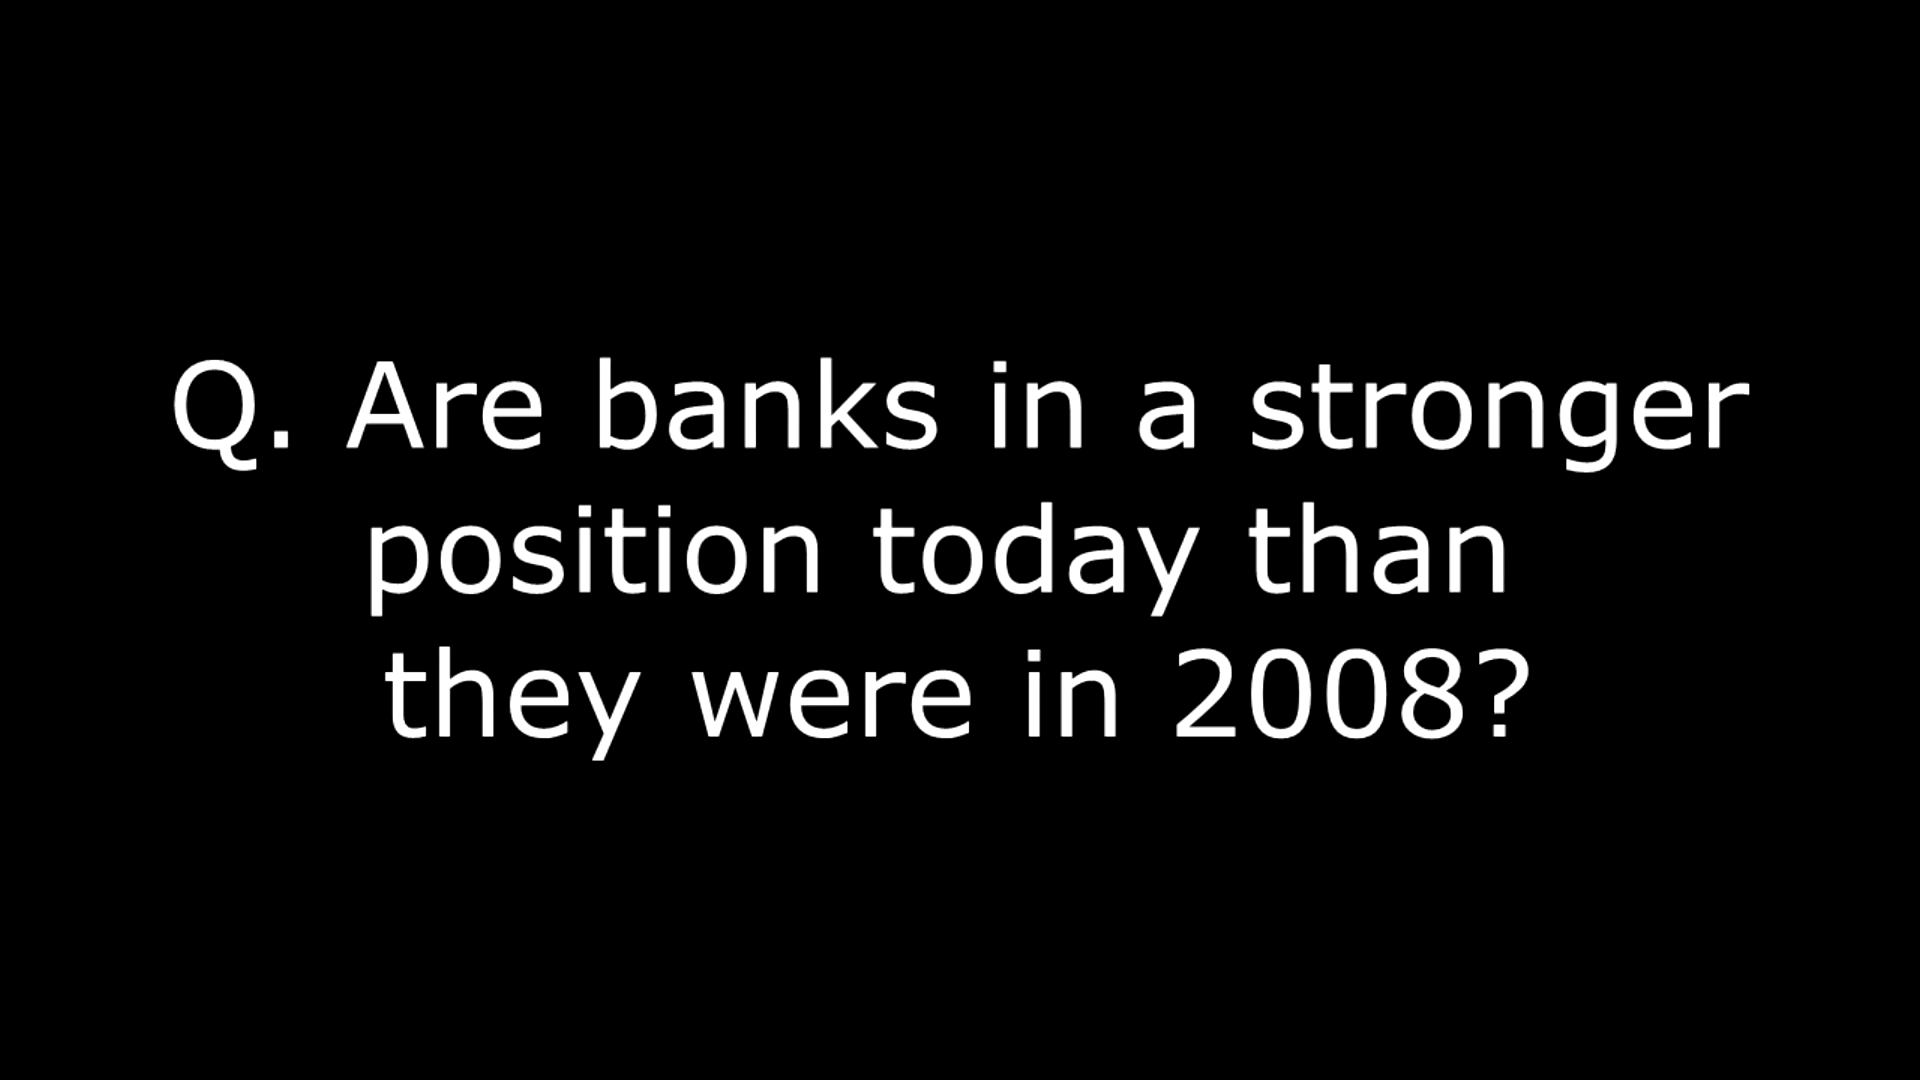 Q. Are banks in a stronger
position today than
they were in 2008?